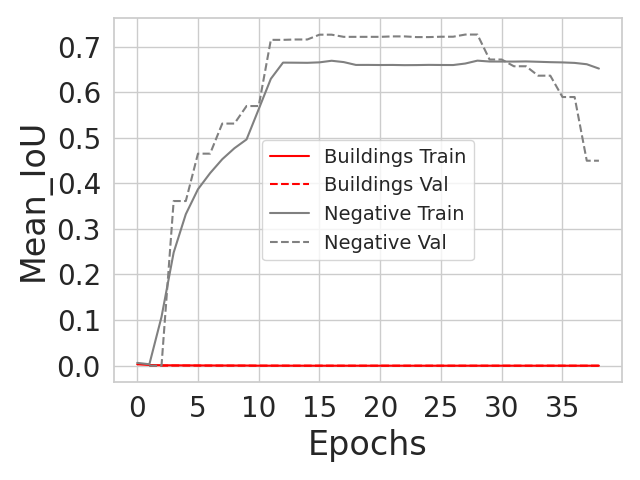 Mean_IoU
0.7
0.6
0.5
0.4
0.3
0.2
0.1
0.0
Buildings Train
Buildings Val
Negative Train
Negative Val
0 5 10 15 20 25 30 35
Epochs